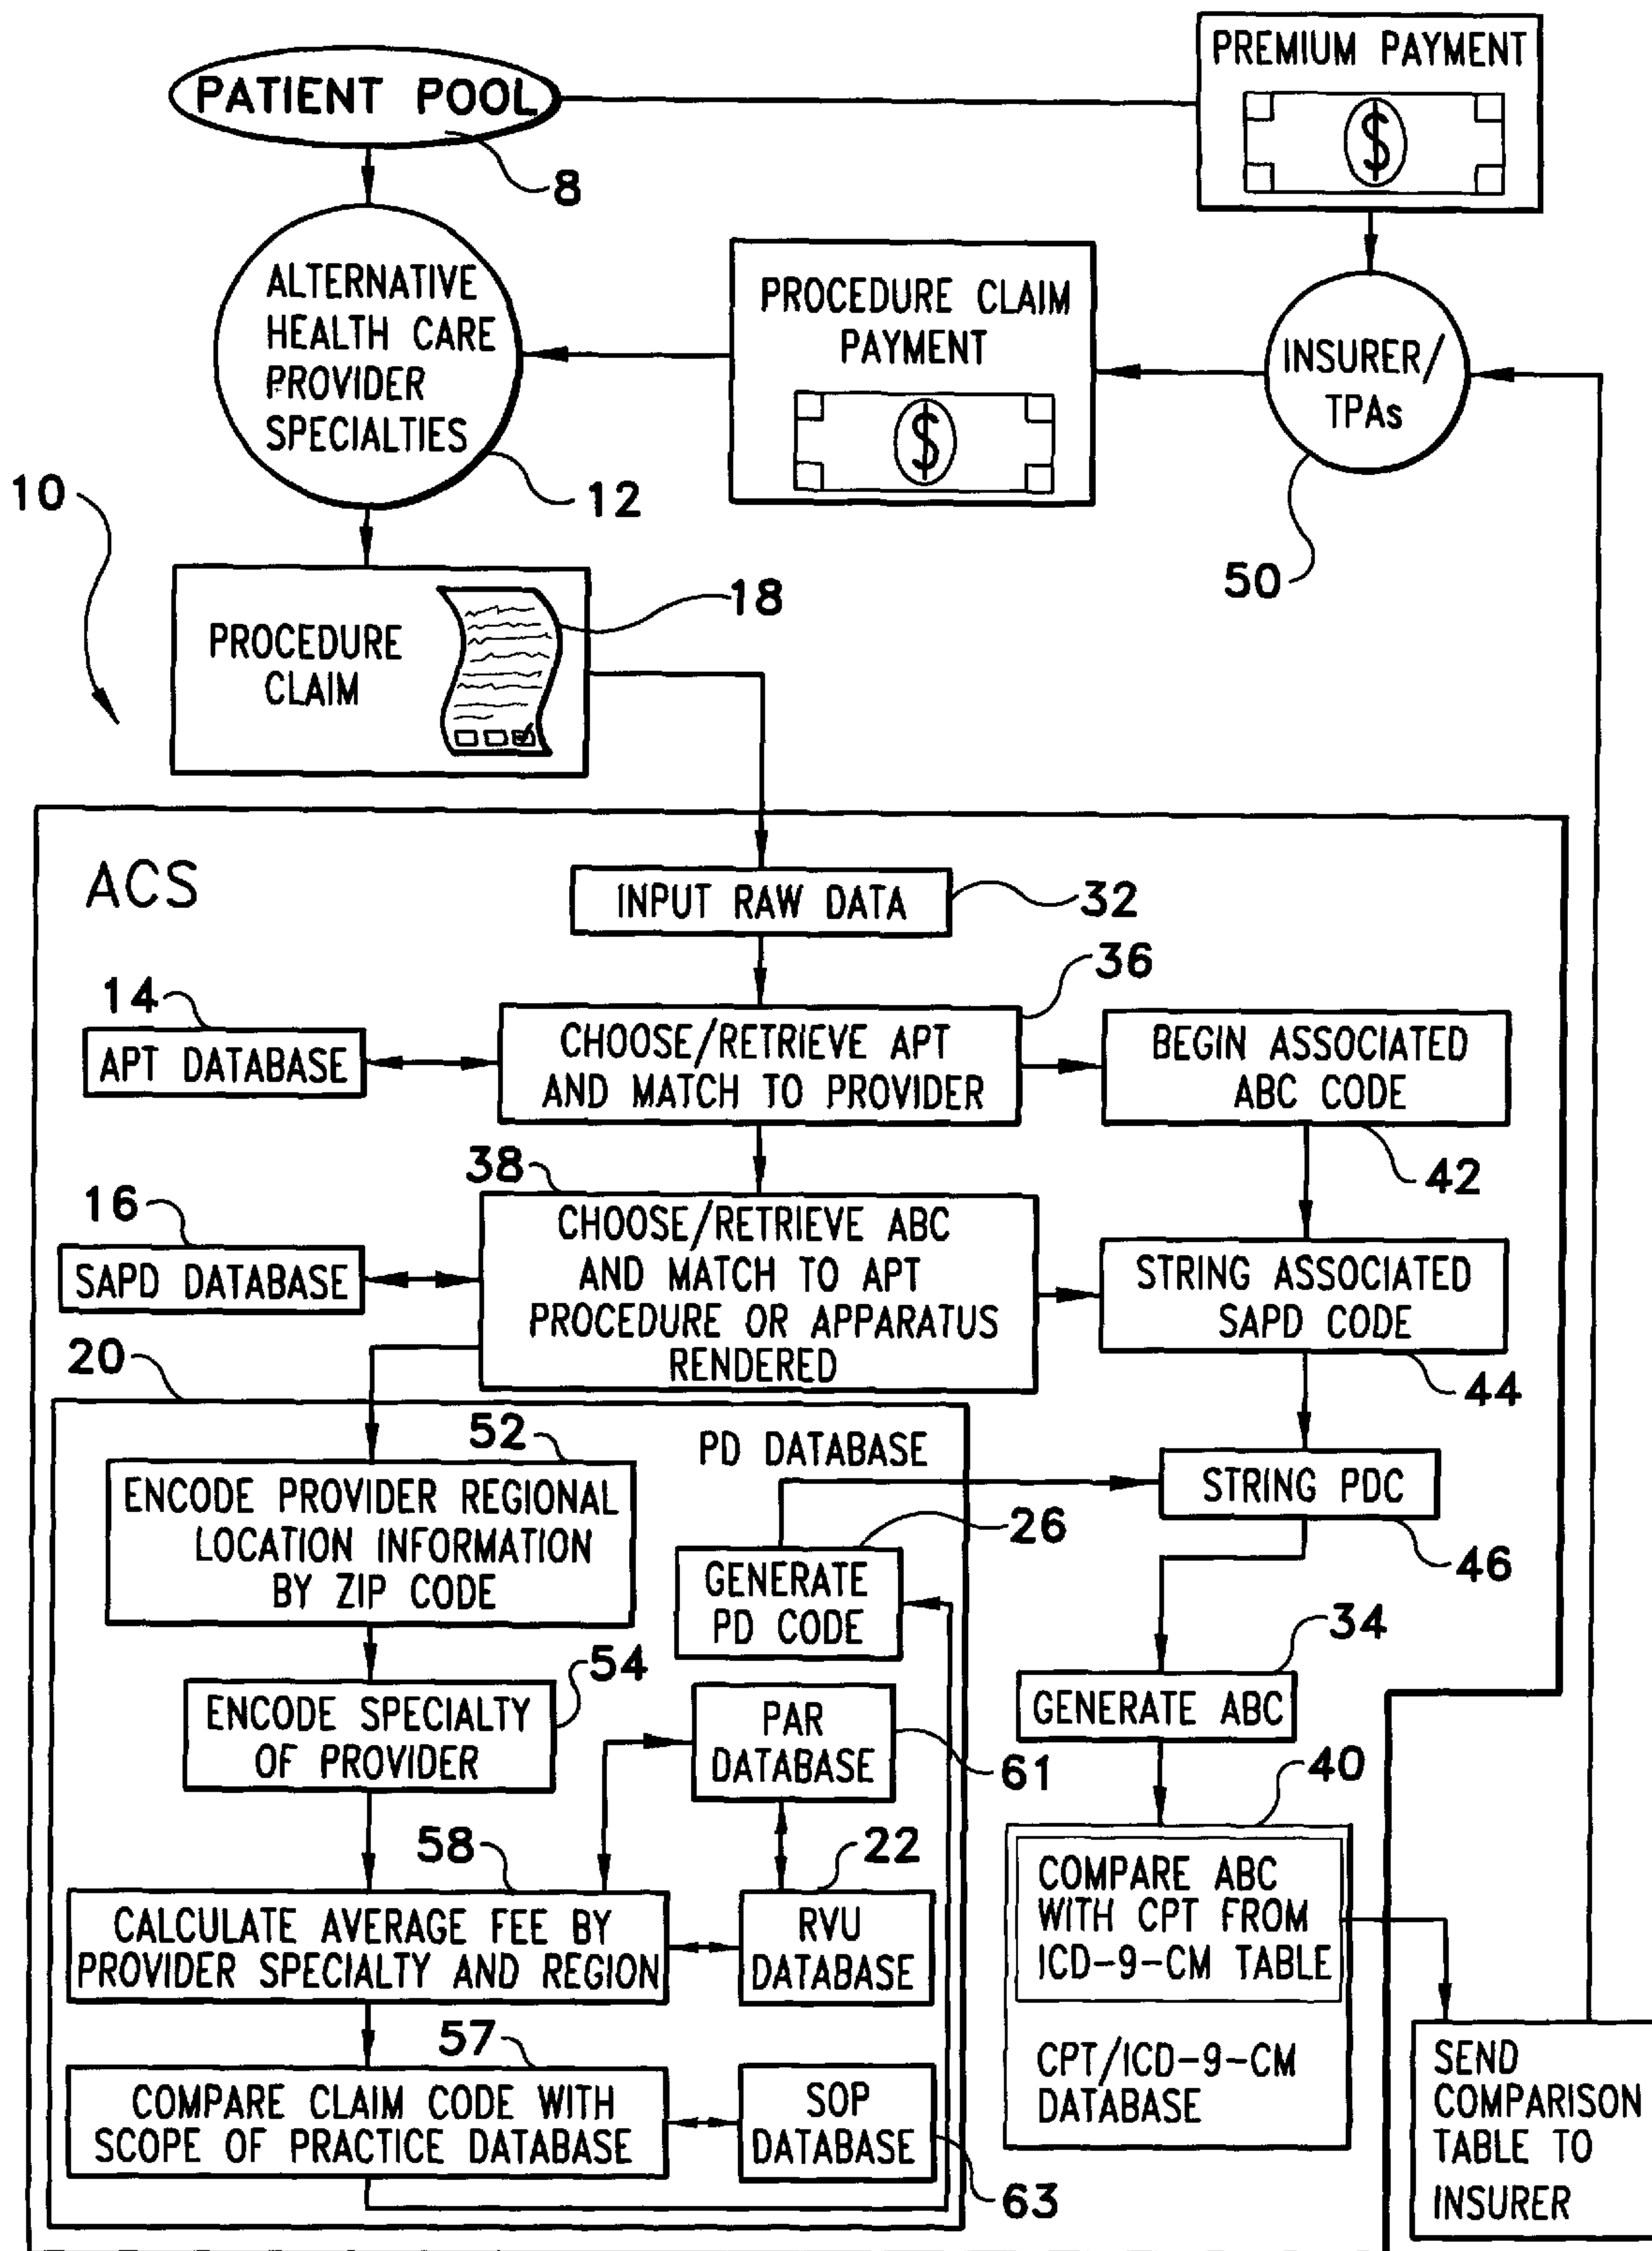 PREMIUM PAYMENT
$
PATIENT POOL
8
ALTERNATIVE
HEALTH CARE
PROVIDER
SPECIALTIES
12
PROCEDURE CLAIM
PAYMENT
$
INSURER/
TPAs
50
10
PROCEDURE
CLAIM
18
ACS
INPUT RAW DATA
32
36
14
APT DATABASE
CHOOSE/RETRIEVE APT
AND MATCH TO PROVIDER
BEGIN ASSOCIATED
ABC CODE
42
38
16
SAPD DATABASE
CHOOSE/RETRIEVE ABC
AND MATCH TO APT
PROCEDURE OR APPARATUS
RENDERED
STRING ASSOCIATED
SAPD CODE
44
20
PD DATABASE
52
ENCODE PROVIDER REGIONAL
LOCATION INFORMATION
BY ZIP CODE
STRING PDC
46
26
GENERATE
PD CODE
34
GENERATE ABC
54
ENCODE SPECIALTY
OF PROVIDER
PAR
DATABASE
61
40
58
22
CALCULATE AVERAGE FEE BY
PROVIDER SPECIALTY AND REGION
RVU
DATABASE
COMPARE ABC
WITH CPT FROM
ICD-9-CM TABLE
CPT/ICD-9-CM
DATABASE
57
COMPARE CLAIM CODE WITH
SCOPE OF PRACTICE DATABASE
SOP
DATABASE
63
SEND
COMPARISON
TABLE TO
INSURER